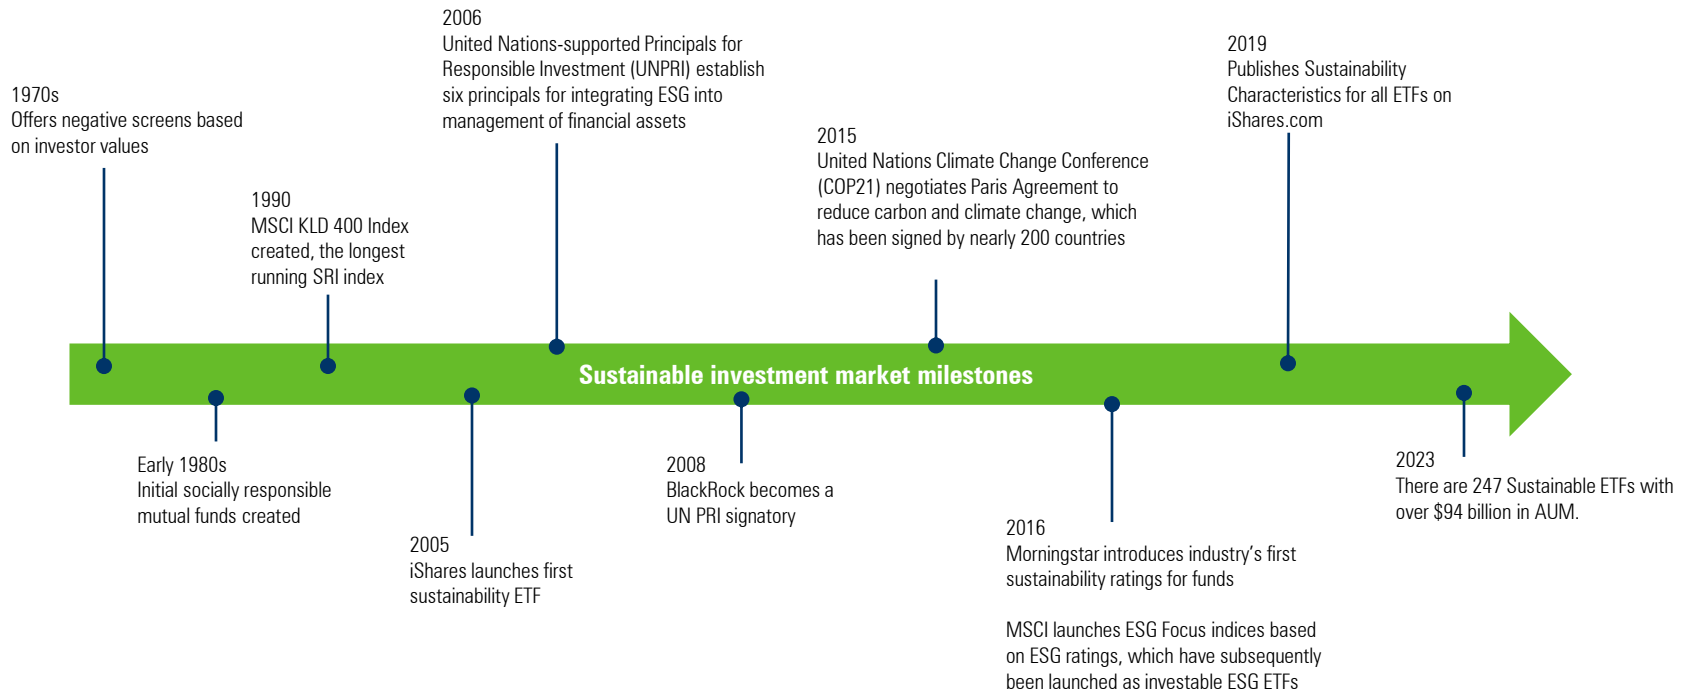 1970s
Offers negative screens based
on investor values
1990
MSCI KLD 400 Index
created, the longest
running SRI index
2006
United Nations-supported Principals for
Responsible Investment (UNPRI) establish
six principals for integrating ESG into
management of financial assets
2015
United Nations Climate Change Conference
(COP21) negotiates Paris Agreement to
reduce carbon and climate change, which
has been signed by nearly 200 countries
2019
Publishes Sustainability
Characteristics for all ETFs on
iShares.com
Sustainable investment market milestones
Early 1980s
Initial socially responsible
mutual funds created
2005
iShares launches first
sustainability ETF
2008
BlackRock becomes a
UN PRI signatory
2016
Morningstar introduces industry’s first
sustainability ratings for funds
MSCI launches ESG Focus indices based
on ESG ratings, which have subsequently
been launched as investable ESG ETFs
2023
There are 247 Sustainable ETFs with
over $94 billion in AUM.